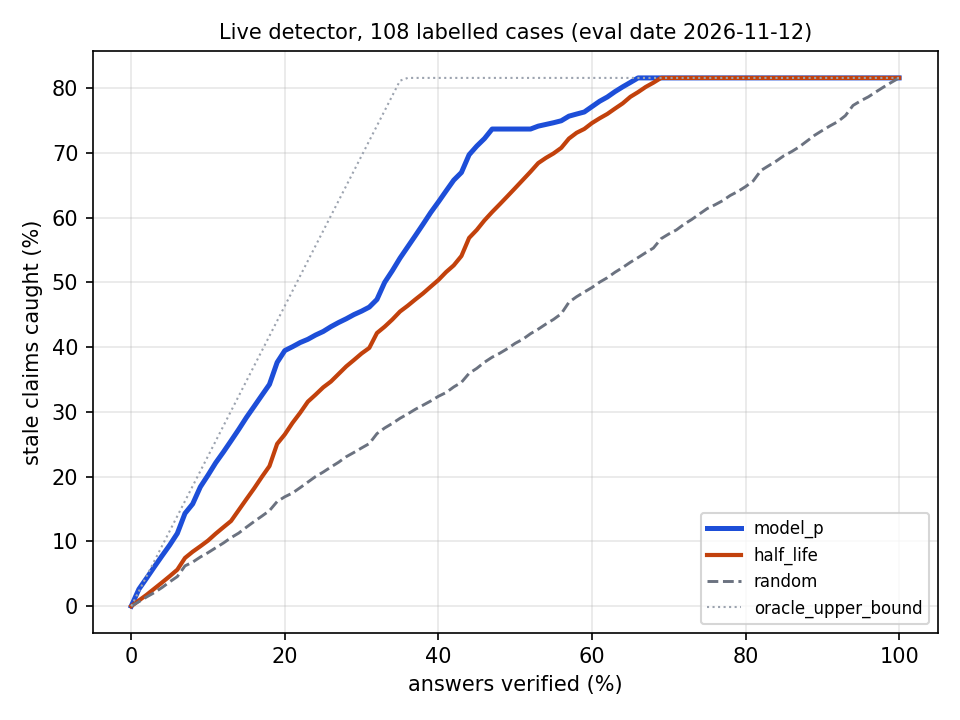 Live detector, 108 labelled cases (eval date 2026-11-12)
stale claims caught (%)
80
70
60
50
40
30
20
10
0
model_p
half_life
random
oracle_upper_bound
0 20 40 60 80 100
answers verified (%)